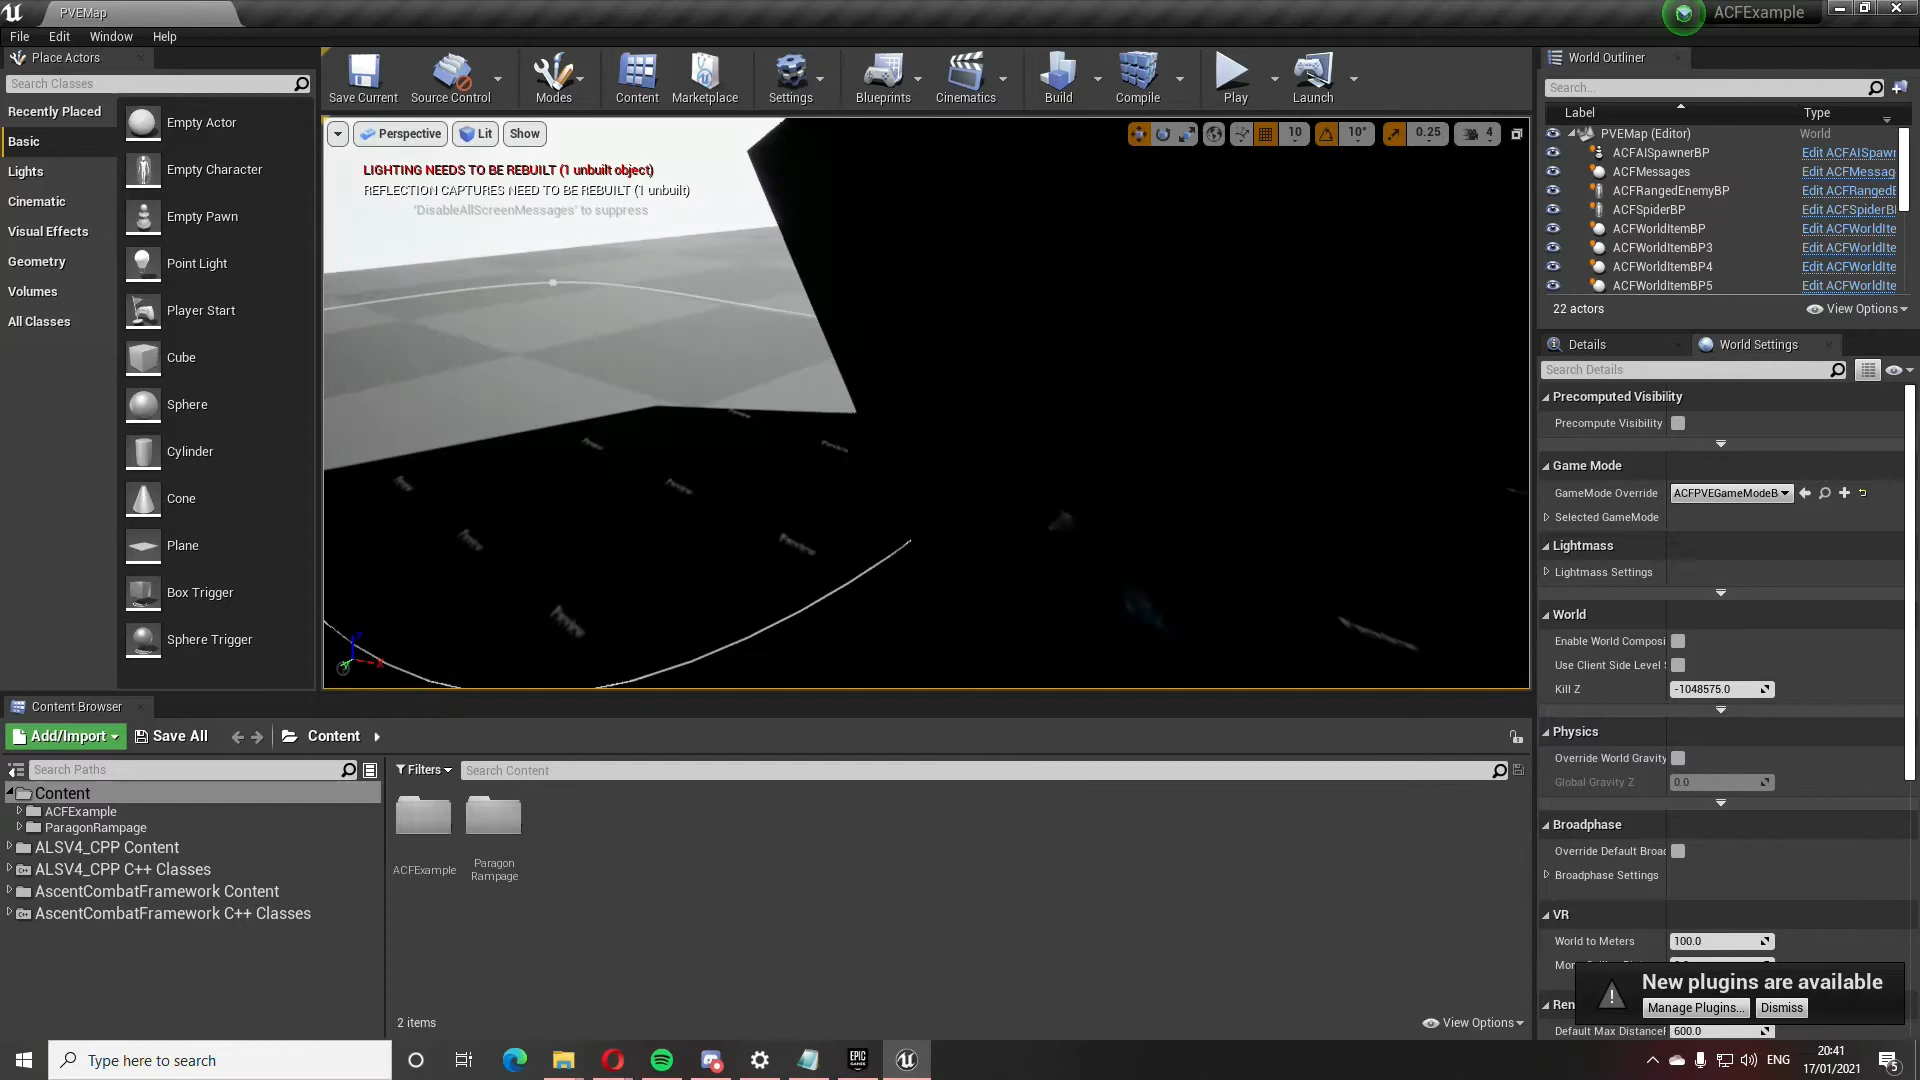 PVEMap
ACFExample
File Edit Window Help
Place Actors
Search Classes
Recently Placed
Basic
Lights
Cinematic
Visual Effects
Geometry
Volumes
All Classes
Empty Actor
Empty Character
Empty Pawn
Point Light
Player Start
Cube
Sphere
Cylinder
Cone
Plane
Box Trigger
Sphere Trigger
Save Current
Source Control
Modes
Content
Marketplace
Settings
Blueprints
Cinematics
Build
Compile
Play
Launch
Perspective
Lit
Show
10
10°
0.25
4
LIGHTING NEEDS TO BE REBUILT (1 unbuilt object)
REFLECTION CAPTURES NEED TO BE REBUILT (1 unbuilt)
'DisableAllScreenMessages' to suppress
Preview
Preview
Preview
World Outliner
Search...
Label Type
PVEMap (Editor) World
ACFAISpawnerBP Edit ACFAISpawn
ACFMessages Edit ACFMessag
ACFRangedEnemyBP Edit ACFRangedE
ACFSpiderBP Edit ACFSpiderB
ACFWorldItemBP Edit ACFWorldIte
ACFWorldItemBP3 Edit ACFWorldIte
ACFWorldItemBP4 Edit ACFWorldIte
ACFWorldItemBP5 Edit ACFWorldIte
22 actors
View Options
Details
World Settings
Search Details
Precomputed Visibility
Precompute Visibility
Game Mode
GameMode Override ACFPVEGameModeB
Selected GameMode
Lightmass
Lightmass Settings
World
Enable World Composi
Use Client Side Level
Kill Z -1048575.0
Physics
Override World Gravity
Global Gravity Z 0.0
Broadphase
Override Default Broad
Broadphase Settings
VR
World to Meters 100.0
Ren
Default Max DistanceF 600.0
New plugins are available
Manage Plugins...
Dismiss
Content Browser
Add/Import
Save All
Content
Search Paths
Filters
Search Content
Content
ACFExample
ParagonRampage
ALSV4_CPP Content
ALSV4_CPP C++ Classes
AscentCombatFramework Content
AscentCombatFramework C++ Classes
ACFExample
Paragon
Rampage
2 items
View Options
Type here to search
EPIC
GAMES
ENG
20:41
17/01/2021
5